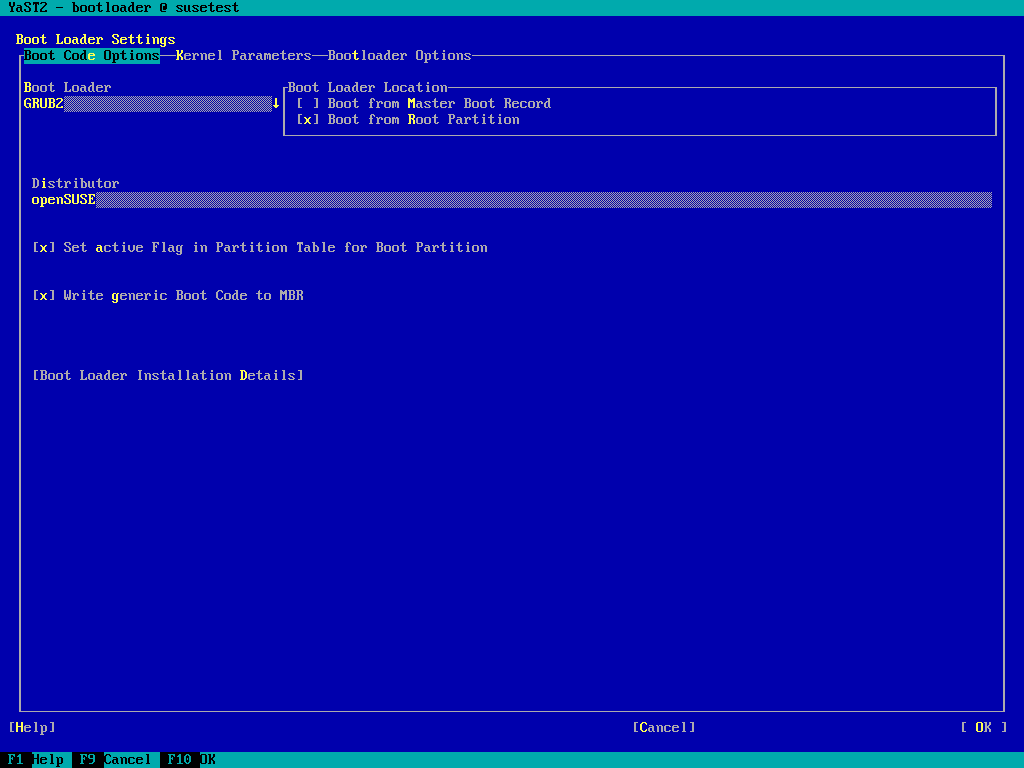 YaST2 - bootloader @ susetest
Boot Loader Settings
Boot Code Options Kernel Parameters Bootloader Options
Boot Loader
GRUB2 ↓
Boot Loader Location
[ ] Boot from Master Boot Record
[x] Boot from Root Partition
Distributor
openSUSE
[x] Set active Flag in Partition Table for Boot Partition
[x] Write generic Boot Code to MBR
[Boot Loader Installation Details]
[Help] [Cancel] [ OK ]
F1 Help F9 Cancel F10 OK